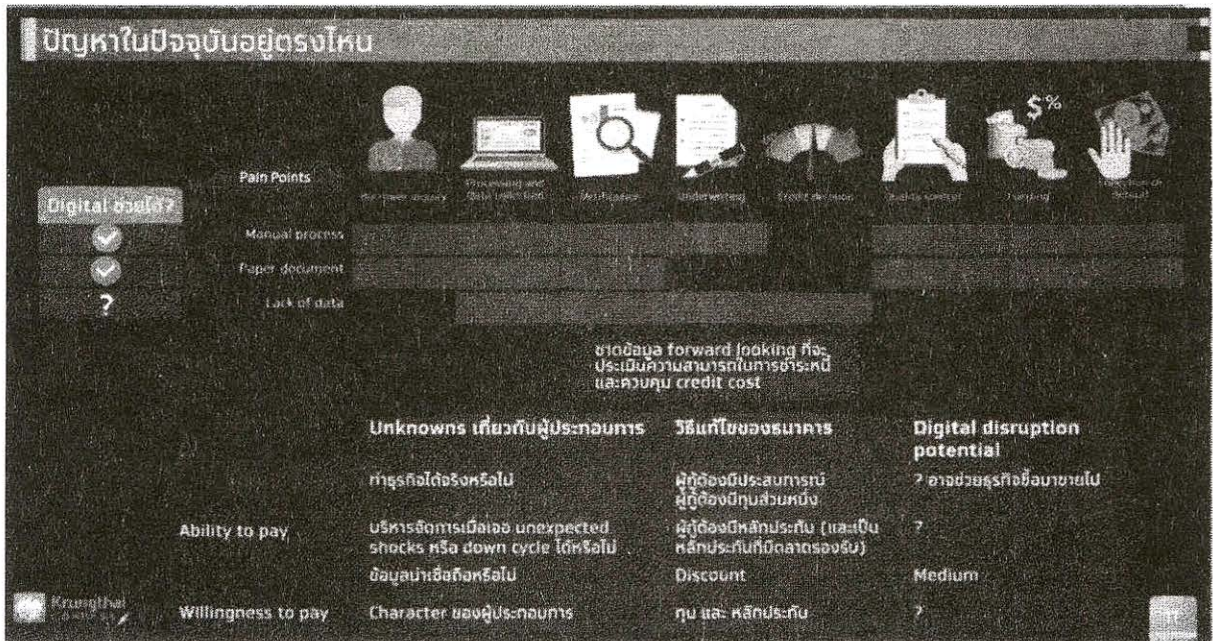 ปัญหาในปัจจุบันอยู่ตรงไหน
$%
Pain Points
Borrower inquiry
Processing and
Data collection
Verification
Underwriting
Credit decision
Quality control
Funding
Digital ช่วยได้?
Manual process
Paper document
Lack of data
?
ขาดข้อมูล forward looking ที่จะ
ประเมินความสามารถในการชำระหนี้
และควบคุม credit cost
Unknowns เกี่ยวกับผู้ประกอบการ
วิธีแก้ไขของธนาคาร
Digital disruption
potential
ทำธุรกิจได้จริงหรือไม่
ผู้กู้ต้องมีประสบการณ์
ผู้กู้ต้องมีทุนส่วนหนึ่ง
? อาจช่วยธุรกิจซื้อมาขายไป
Ability to pay
บริหารจัดการเมื่อเจอ unexpected
shocks หรือ down cycle ได้หรือไม่
ผู้กู้ต้องมีหลักประกัน (และเป็น
หลักประกันที่มีตลาดรองรับ)
?
ข้อมูลน่าเชื่อถือหรือไม่
Discount
Medium
Krungthai
Willingness to pay
Character ของผู้ประกอบการ
ทุน และ หลักประกัน
?